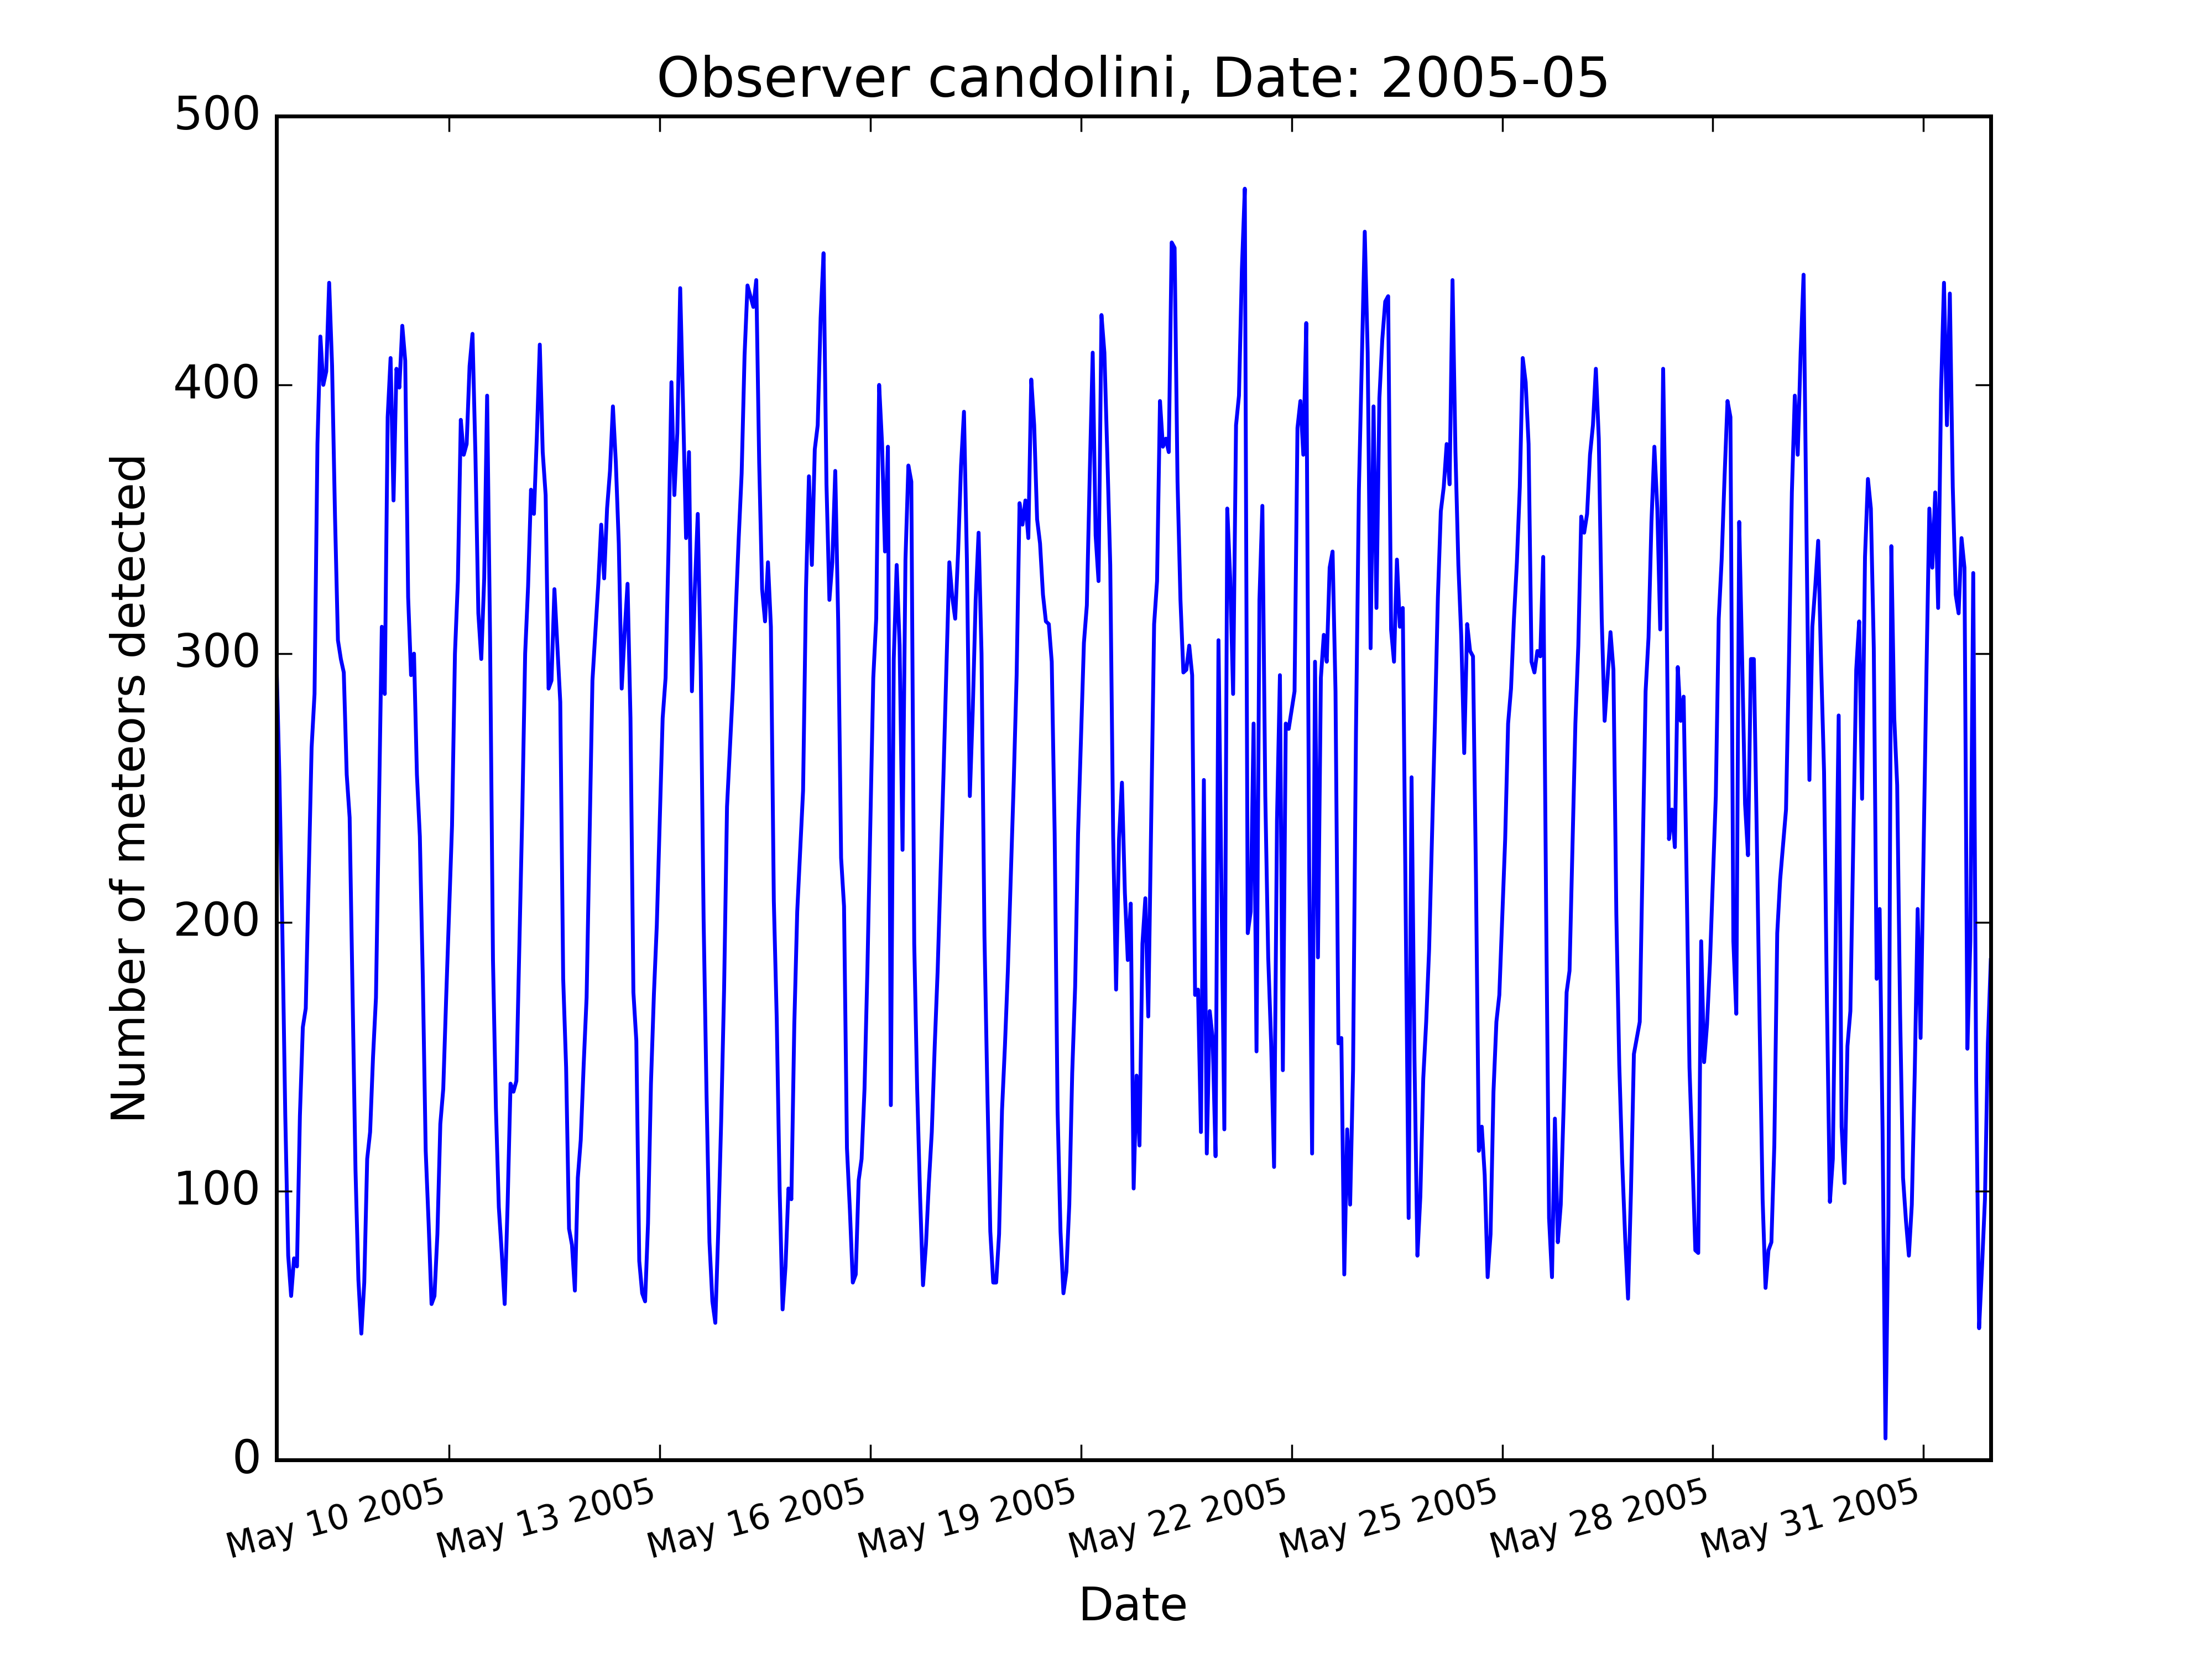 Observer candolini, Date: 2005-05
500
400
300
200
100
0
Number of meteors detected
May 10 2005
May 13 2005
May 16 2005
May 19 2005
May 22 2005
May 25 2005
May 28 2005
May 31 2005
Date